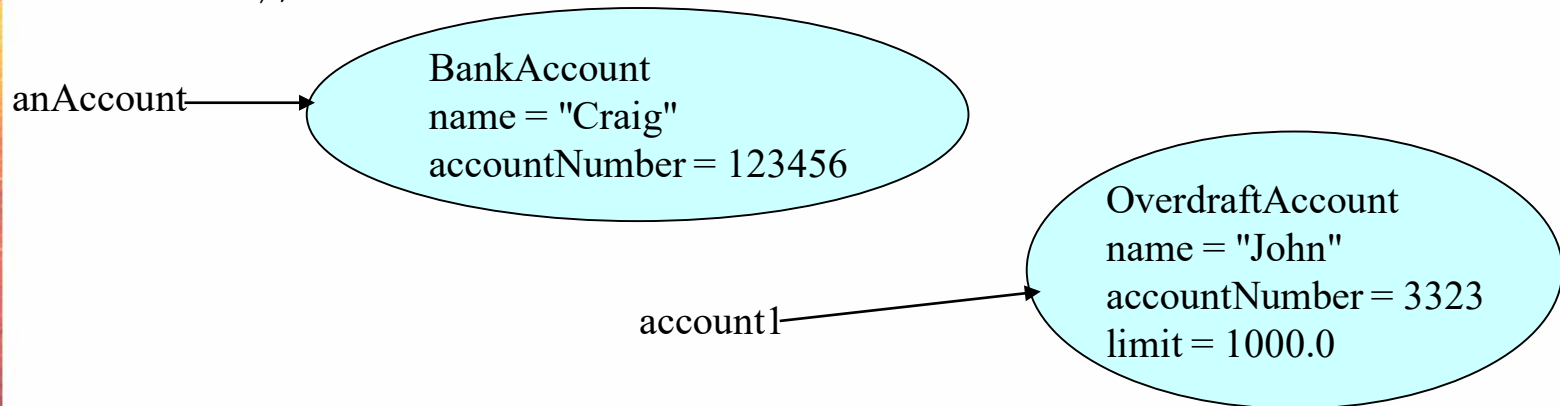 anAccount
BankAccount
name = "Craig"
accountNumber = 123456
account1
OverdraftAccount
name = "John"
accountNumber = 3323
limit = 1000.0